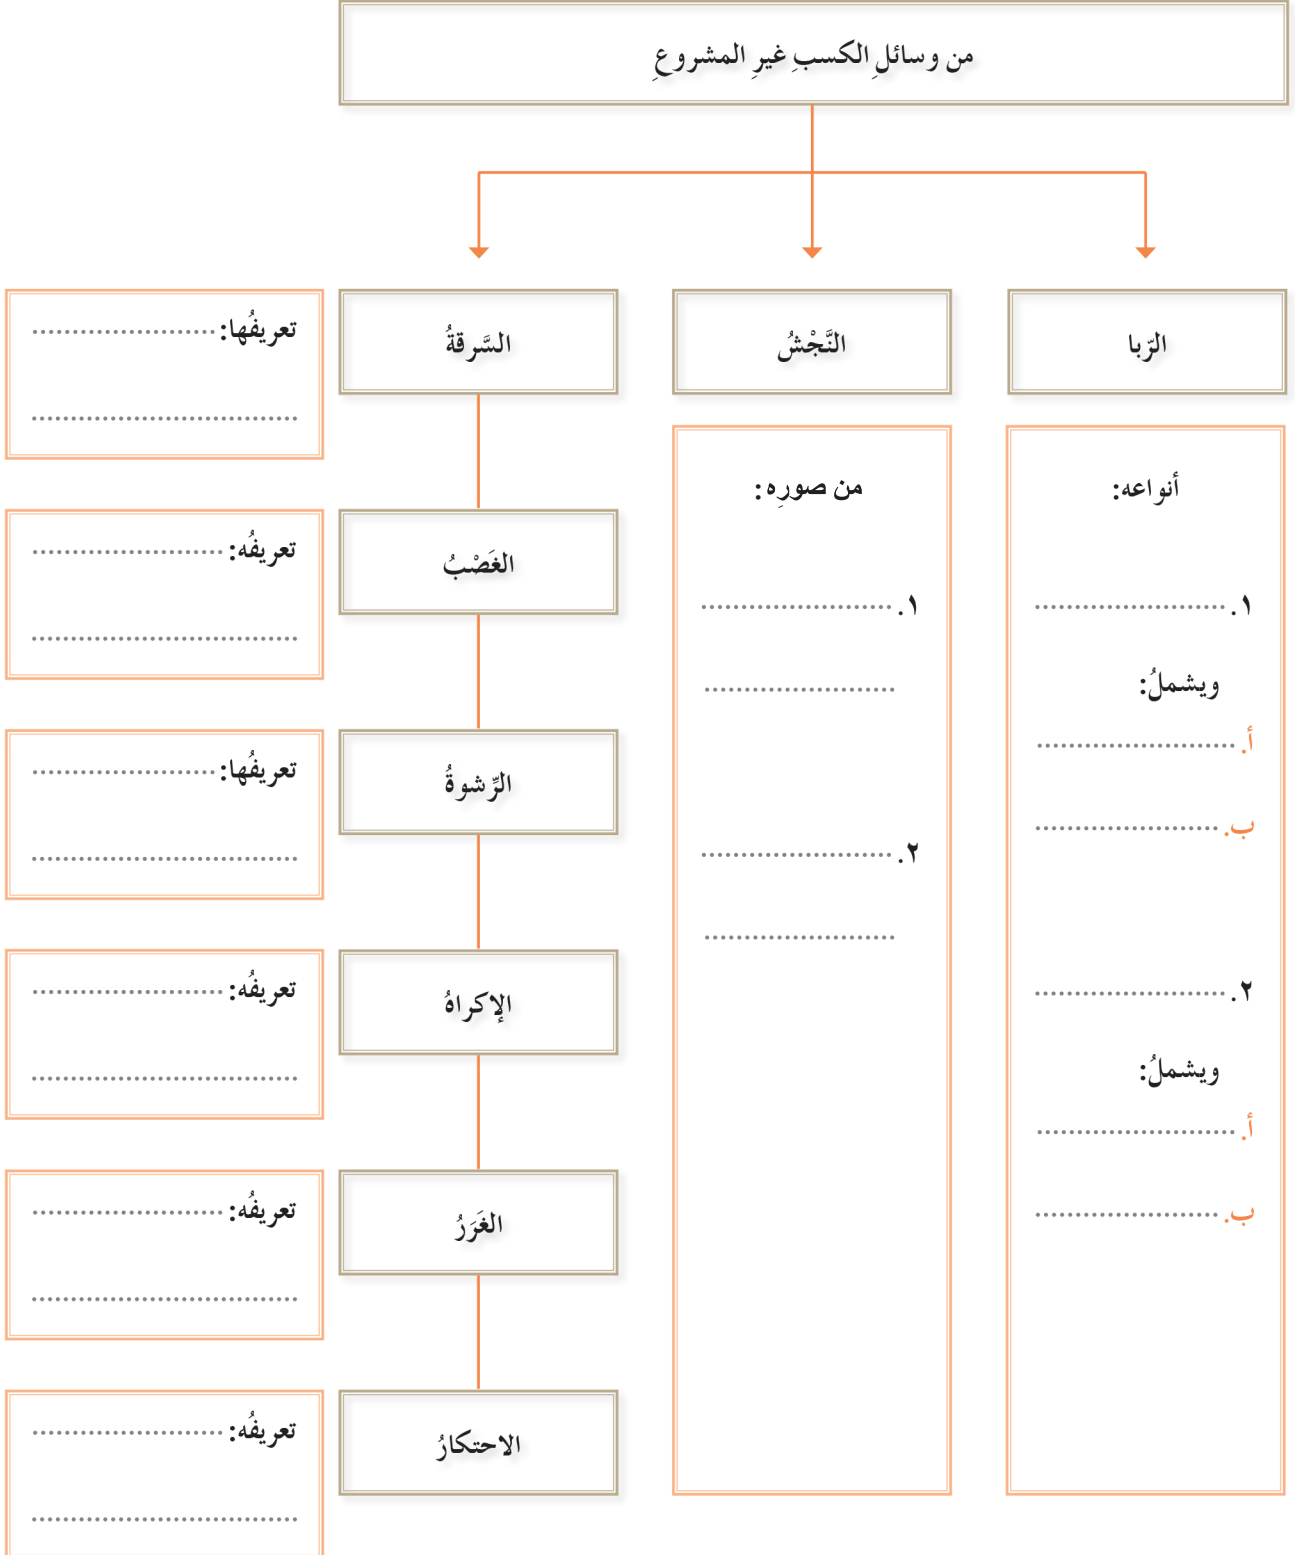 من وسائلِ الكسبِ غيرِ المشروعِ
الرّبا
أنواعه:
١. ........................
ويشملُ:
أ. .........................
ب. .......................
٢. ........................
ويشملُ:
أ. .........................
ب. .......................
النَّجْشُ
من صورِه:
١. ........................
........................
٢. ........................
........................
السَّرقةُ
تعريفُها: .......................
..................................
الغَصْبُ
تعريفُه: ........................
..................................
الرِّشوةُ
تعريفُها: .......................
..................................
الإكراهُ
تعريفُه: ........................
..................................
الغَرَرُ
تعريفُه: ........................
..................................
الاحتكارُ
تعريفُه: ........................
..................................